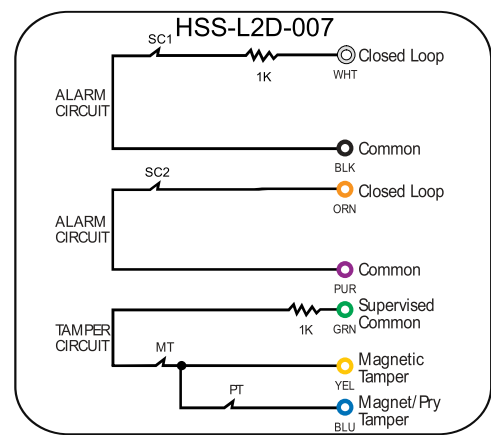 HSS-L2D-007
SC1
1K
Closed Loop
WHT
ALARM
CIRCUIT
Common
BLK
SC2
Closed Loop
ORN
ALARM
CIRCUIT
Common
PUR
Supervised
Common
1K
GRN
TAMPER
CIRCUIT
MT
Magnetic
Tamper
YEL
PT
Magnet/Pry
Tamper
BLU